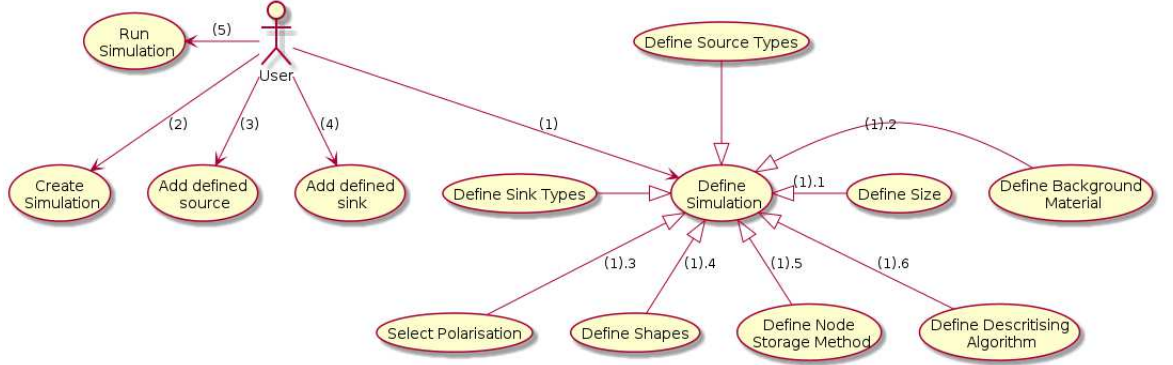 Run
Simulation
(5)
User
Define Source Types
(2)
(3)
(4)
(1)
(1).2
Create
Simulation
Add defined
source
Add defined
sink
Define Sink Types
Define
Simulation
(1).1
Define Size
Define Background
Material
(1).3
(1).4
(1).5
(1).6
Select Polarisation
Define Shapes
Define Node
Storage Method
Define Descritising
Algorithm